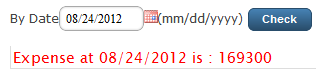 By Date 08/24/2012 (mm/dd/yyyy) Check
Expense at 08/24/2012 is : 169300